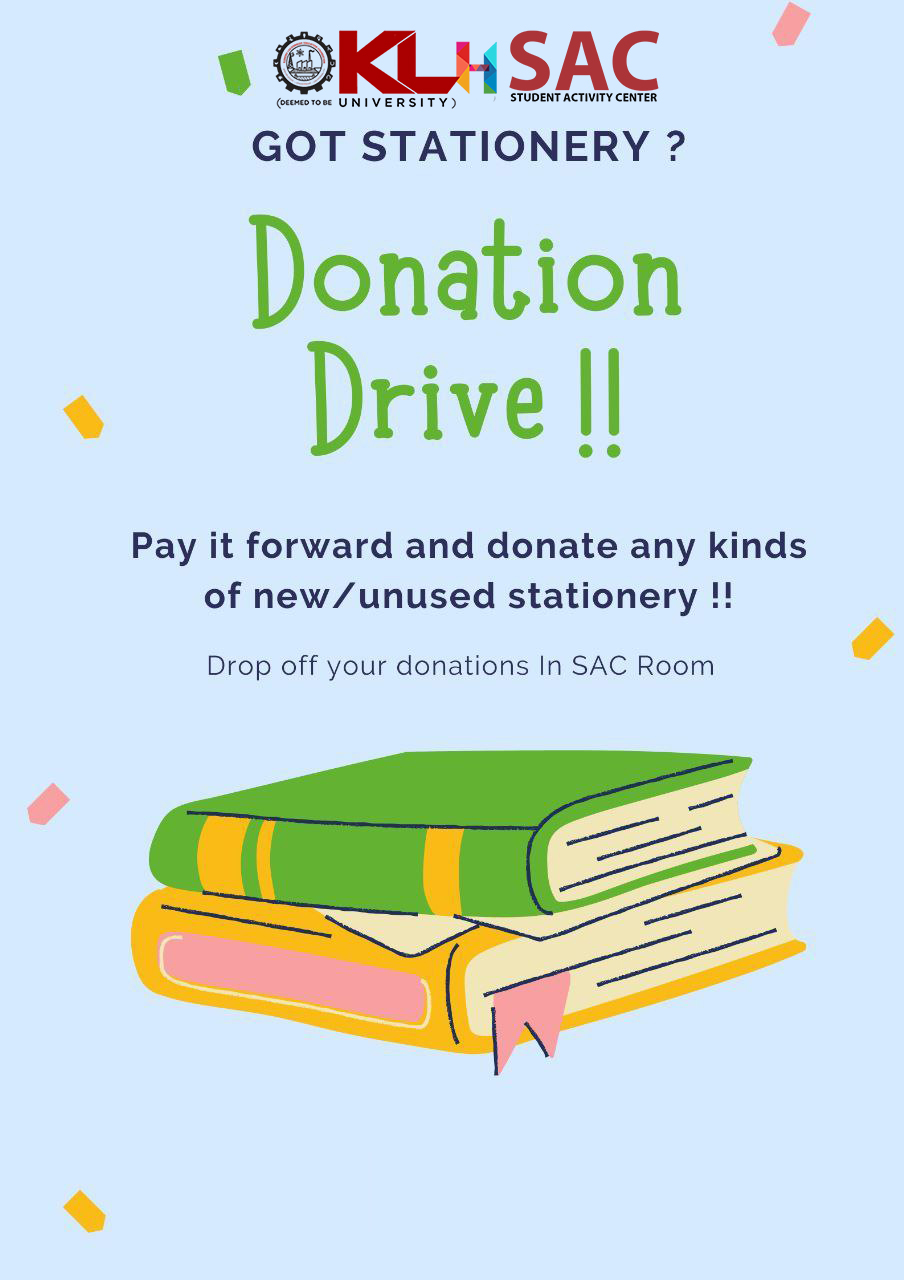 KLH SAC
(DEEMED TO BE UNIVERSITY) STUDENT ACTIVITY CENTER
GOT STATIONERY ?
Donation
Drive !!
Pay it forward and donate any kinds
of new/unused stationery !!
Drop off your donations In SAC Room